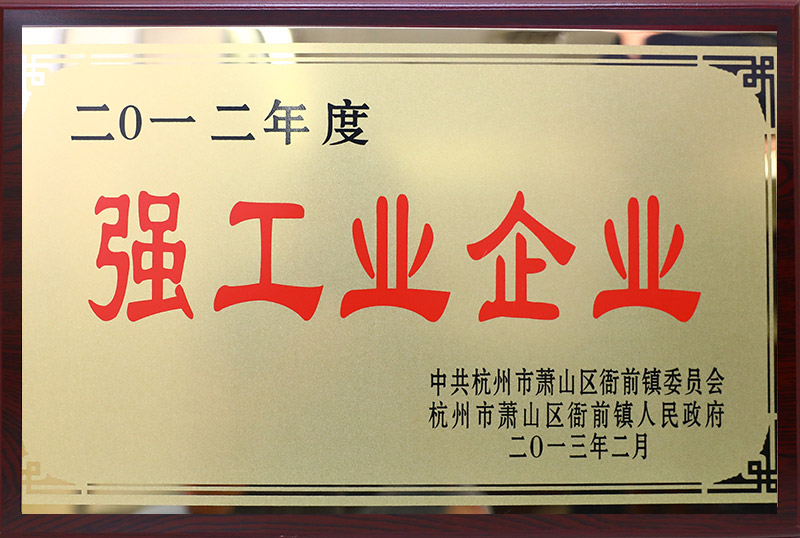 二〇一二年度
强工业企业
中共杭州市萧山区衙前镇委员会
杭州市萧山区衙前镇人民政府
二〇一三年二月